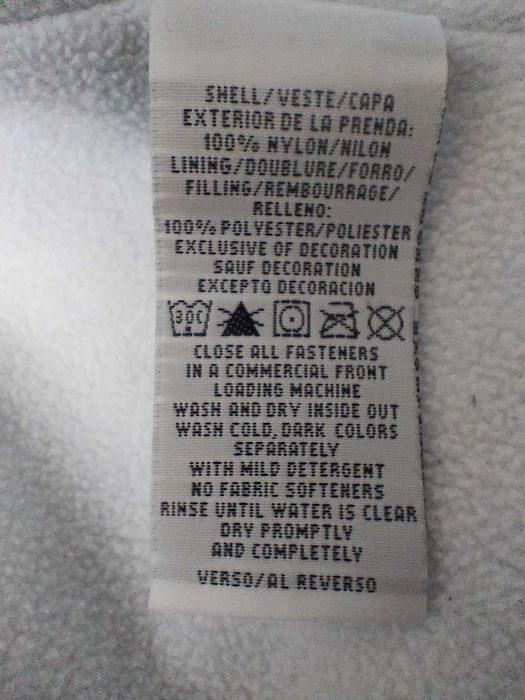 SHELL/VESTE/CAPA
EXTERIOR DE LA PRENDA:
100% NYLON/NILON
LINING/DOUBLURE/FORRO/
FILLING/REMBOURRAGE/
RELLENO:
100% POLYESTER/POLIESTER
EXCLUSIVE OF DECORATION
SAUF DECORATION
EXCEPTO DECORACION
30C
CLOSE ALL FASTENERS
IN A COMMERCIAL FRONT
LOADING MACHINE
WASH AND DRY INSIDE OUT
WASH COLD, DARK COLORS
SEPARATELY
WITH MILD DETERGENT
NO FABRIC SOFTENERS
RINSE UNTIL WATER IS CLEAR
DRY PROMPTLY
AND COMPLETELY
VERSO/AL REVERSO